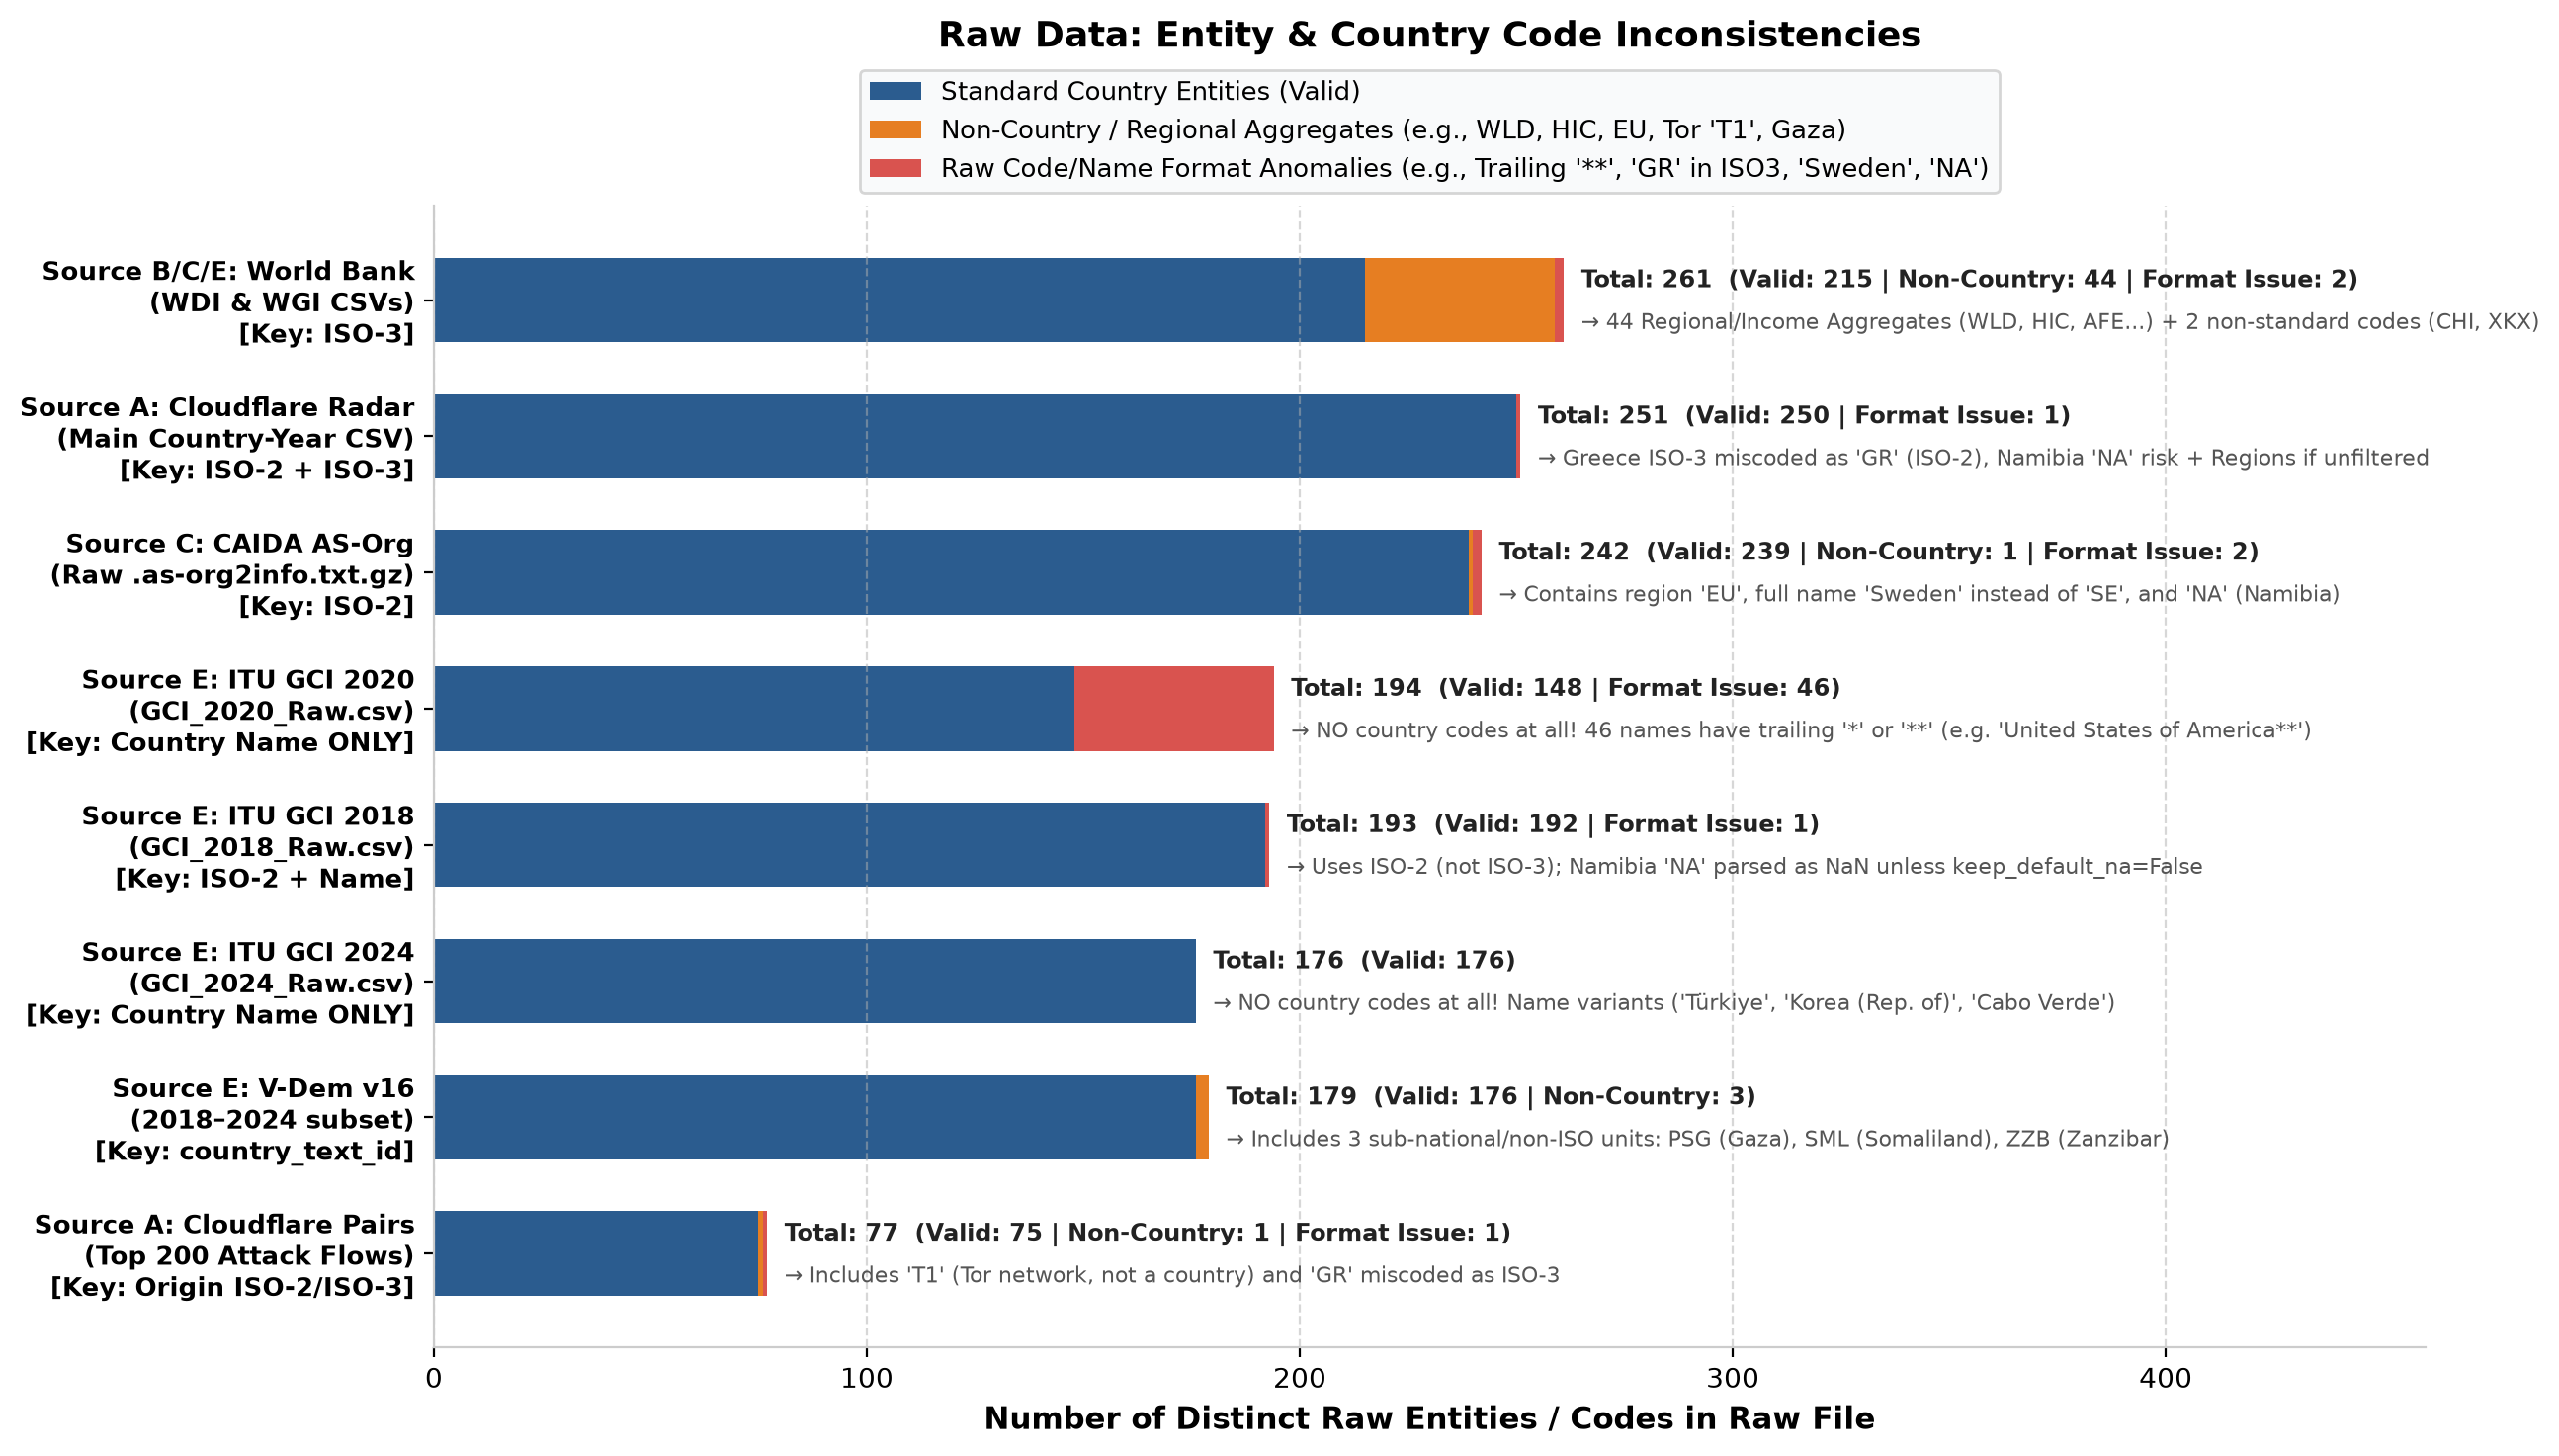 Raw Data: Entity & Country Code Inconsistencies
Standard Country Entities (Valid)
Non-Country / Regional Aggregates (e.g., WLD, HIC, EU, Tor 'T1', Gaza)
Raw Code/Name Format Anomalies (e.g., Trailing '**', 'GR' in ISO3, 'Sweden', 'NA')
Source B/C/E: World Bank
(WDI & WGI CSVs)
[Key: ISO-3]
Total: 261 (Valid: 215 | Non-Country: 44 | Format Issue: 2)
→ 44 Regional/Income Aggregates (WLD, HIC, AFE...) + 2 non-standard codes (CHI, XKX)
Source A: Cloudflare Radar
(Main Country-Year CSV)
[Key: ISO-2 + ISO-3]
Total: 251 (Valid: 250 | Format Issue: 1)
→ Greece ISO-3 miscoded as 'GR' (ISO-2), Namibia 'NA' risk + Regions if unfiltered
Source C: CAIDA AS-Org
(Raw .as-org2info.txt.gz)
[Key: ISO-2]
Total: 242 (Valid: 239 | Non-Country: 1 | Format Issue: 2)
→ Contains region 'EU', full name 'Sweden' instead of 'SE', and 'NA' (Namibia)
Source E: ITU GCI 2020
(GCI_2020_Raw.csv)
[Key: Country Name ONLY]
Total: 194 (Valid: 148 | Format Issue: 46)
→ NO country codes at all! 46 names have trailing '*' or '**' (e.g. 'United States of America**')
Source E: ITU GCI 2018
(GCI_2018_Raw.csv)
[Key: ISO-2 + Name]
Total: 193 (Valid: 192 | Format Issue: 1)
→ Uses ISO-2 (not ISO-3); Namibia 'NA' parsed as NaN unless keep_default_na=False
Source E: ITU GCI 2024
(GCI_2024_Raw.csv)
[Key: Country Name ONLY]
Total: 176 (Valid: 176)
→ NO country codes at all! Name variants ('Türkiye', 'Korea (Rep. of)', 'Cabo Verde')
Source E: V-Dem v16
(2018–2024 subset)
[Key: country_text_id]
Total: 179 (Valid: 176 | Non-Country: 3)
→ Includes 3 sub-national/non-ISO units: PSG (Gaza), SML (Somaliland), ZZB (Zanzibar)
Source A: Cloudflare Pairs
(Top 200 Attack Flows)
[Key: Origin ISO-2/ISO-3]
Total: 77 (Valid: 75 | Non-Country: 1 | Format Issue: 1)
→ Includes 'T1' (Tor network, not a country) and 'GR' miscoded as ISO-3
0 100 200 300 400
Number of Distinct Raw Entities / Codes in Raw File